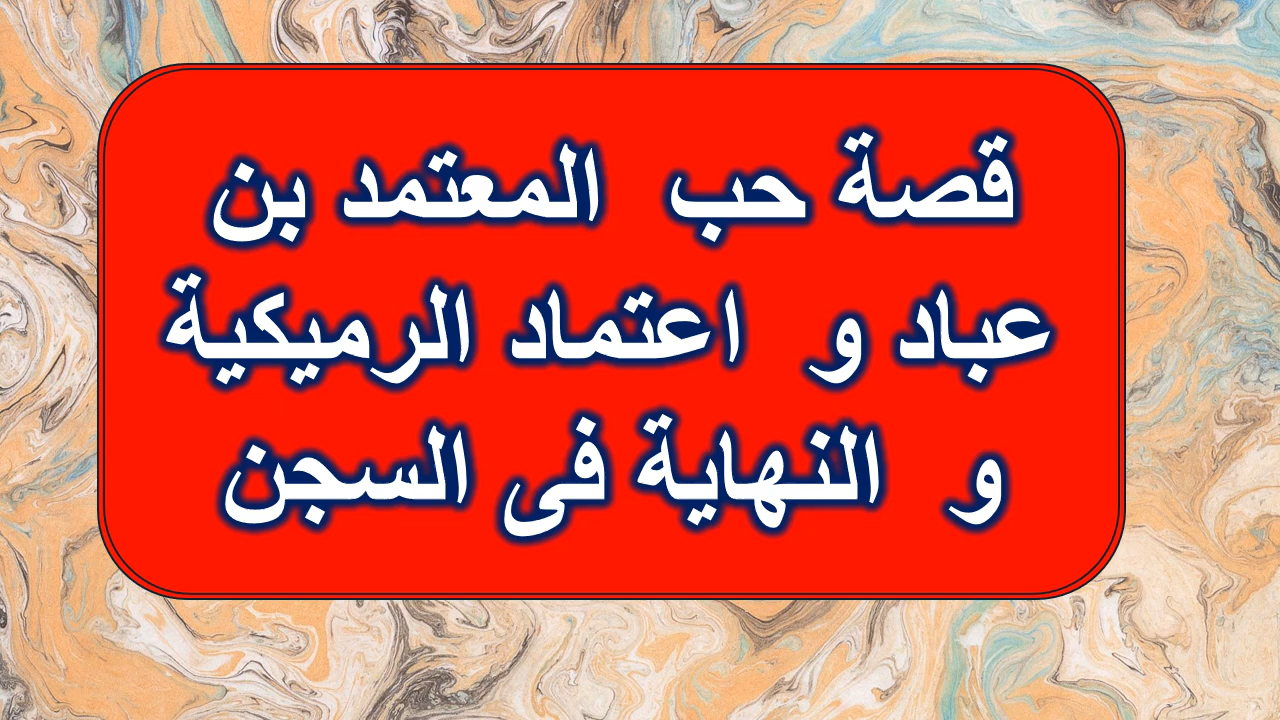 قصة حب المعتمد بن
عباد و اعتماد الرميكية
و النهاية فى السجن